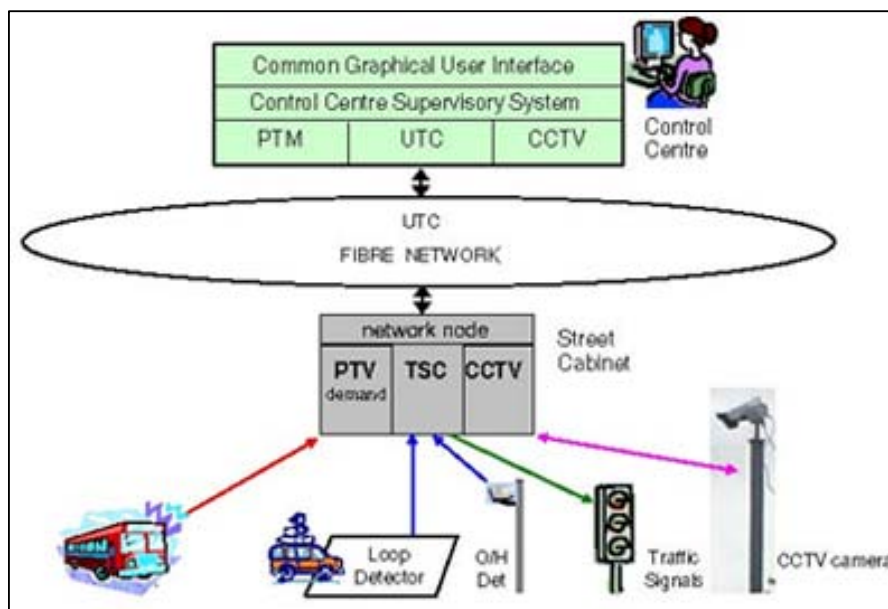 Common Graphical User Interface
Control Centre Supervisory System
PTM UTC CCTV
Control
Centre
UTC
FIBRE NETWORK
network node
PTV TSC CCTV
demand
Street
Cabinet
Loop
Detector
O/H
Det
Traffic
Signals
CCTV camera